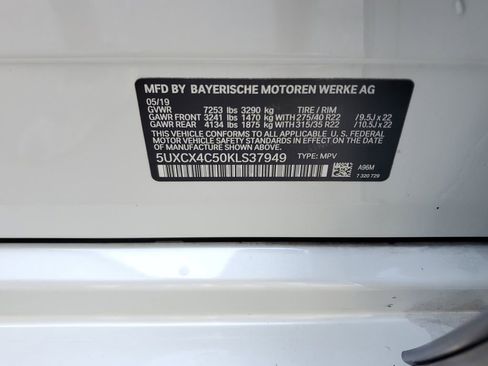 MFD BY BAYERISCHE MOTOREN WERKE AG
05/19
GVWR 7253 lbs 3290 kg TIRE / RIM
GAWR FRONT 3241 lbs 1470 kg WITH 275/40 R22 /9.5J x 22
GAWR REAR 4134 lbs 1875 kg WITH 315/35 R22 /10.5J x 22
THIS VEHICLE CONFORMS TO ALL APPLICABLE U. S. FEDERAL
MOTOR VEHICLE SAFETY STANDARDS IN EFFECT
ON THE DATE OF MANUFACTURE SHOWN ABOVE.
5UXCX4C50KLS37949 TYPE: MPV
A96M
7 320 729